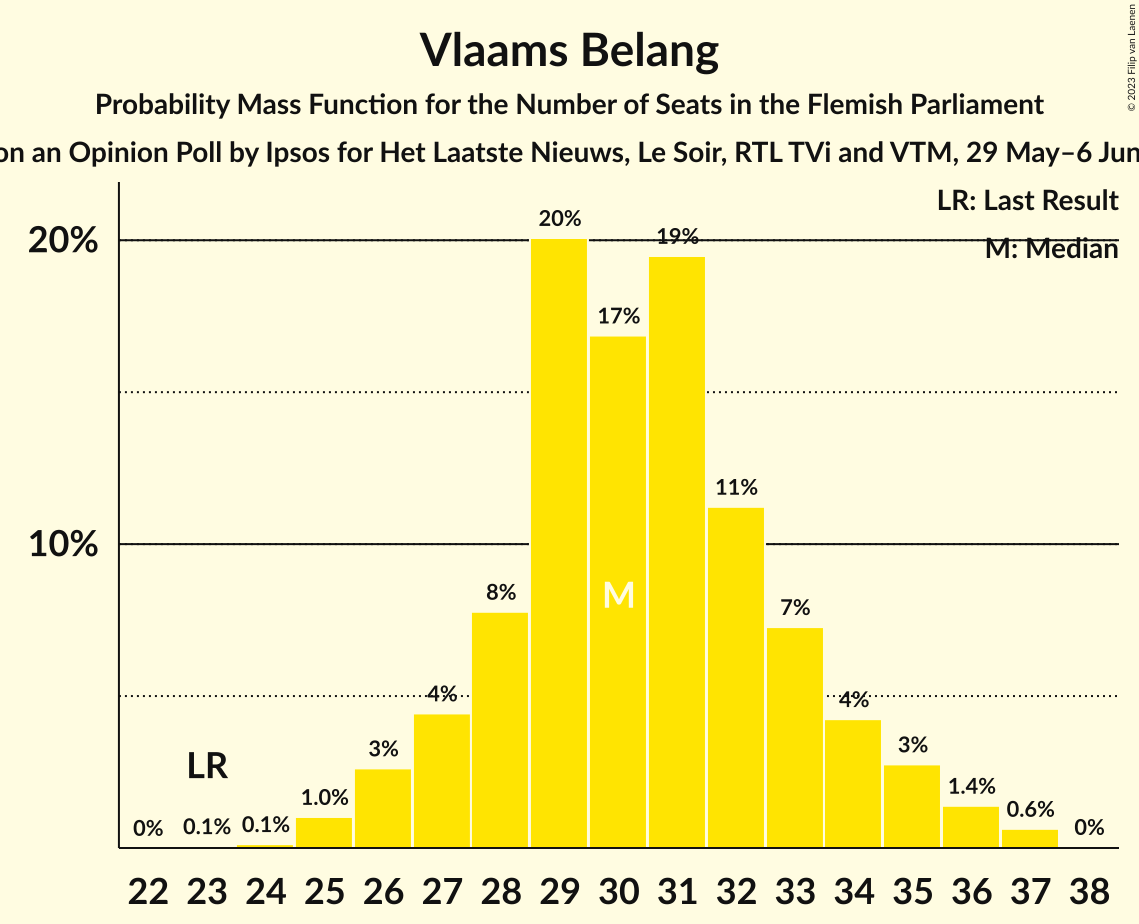 Vlaams Belang
Probability Mass Function for the Number of Seats in the Flemish Parliament
on an Opinion Poll by Ipsos for Het Laatste Nieuws, Le Soir, RTL TVi and VTM, 29 May–6 Jun
© 2023 Filip van Laenen
LR: Last Result
M: Median
20%
10%
0%
0.1%
0.1%
1.0%
3%
4%
8%
20%
17%
19%
11%
7%
4%
3%
1.4%
0.6%
0%
LR
M
22 23 24 25 26 27 28 29 30 31 32 33 34 35 36 37 38